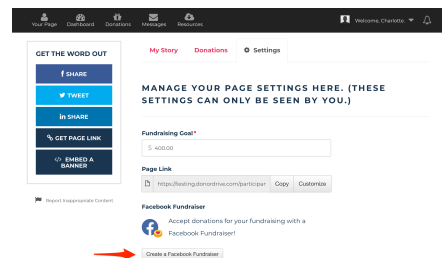 Your Page Dashboard Donations Messages Resources Welcome, Charlotte.
GET THE WORD OUT
f SHARE
TWEET
in SHARE
GET PAGE LINK
</> EMBED A
BANNER
Report Inappropriate Content
My Story Donations Settings
MANAGE YOUR PAGE SETTINGS HERE. (THESE
SETTINGS CAN ONLY BE SEEN BY YOU.)
Fundraising Goal*
$ 400.00
Page Link
https://testing.donordrive.com/participar Copy Customize
Facebook Fundraiser
Accept donations for your fundraising with a
Facebook Fundraiser!
Create a Facebook Fundraiser